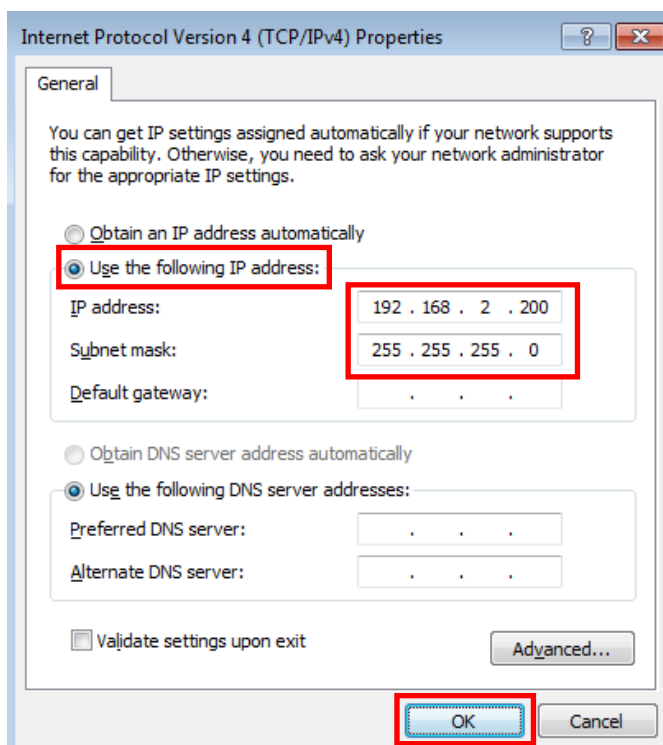 Internet Protocol Version 4 (TCP/IPv4) Properties
General
You can get IP settings assigned automatically if your network supports
this capability. Otherwise, you need to ask your network administrator
for the appropriate IP settings.
Obtain an IP address automatically
Use the following IP address:
IP address: 192 . 168 . 2 . 200
Subnet mask: 255 . 255 . 255 . 0
Default gateway: . . .
Obtain DNS server address automatically
Use the following DNS server addresses:
Preferred DNS server: . . .
Alternate DNS server: . . .
Validate settings upon exit
Advanced...
OK Cancel